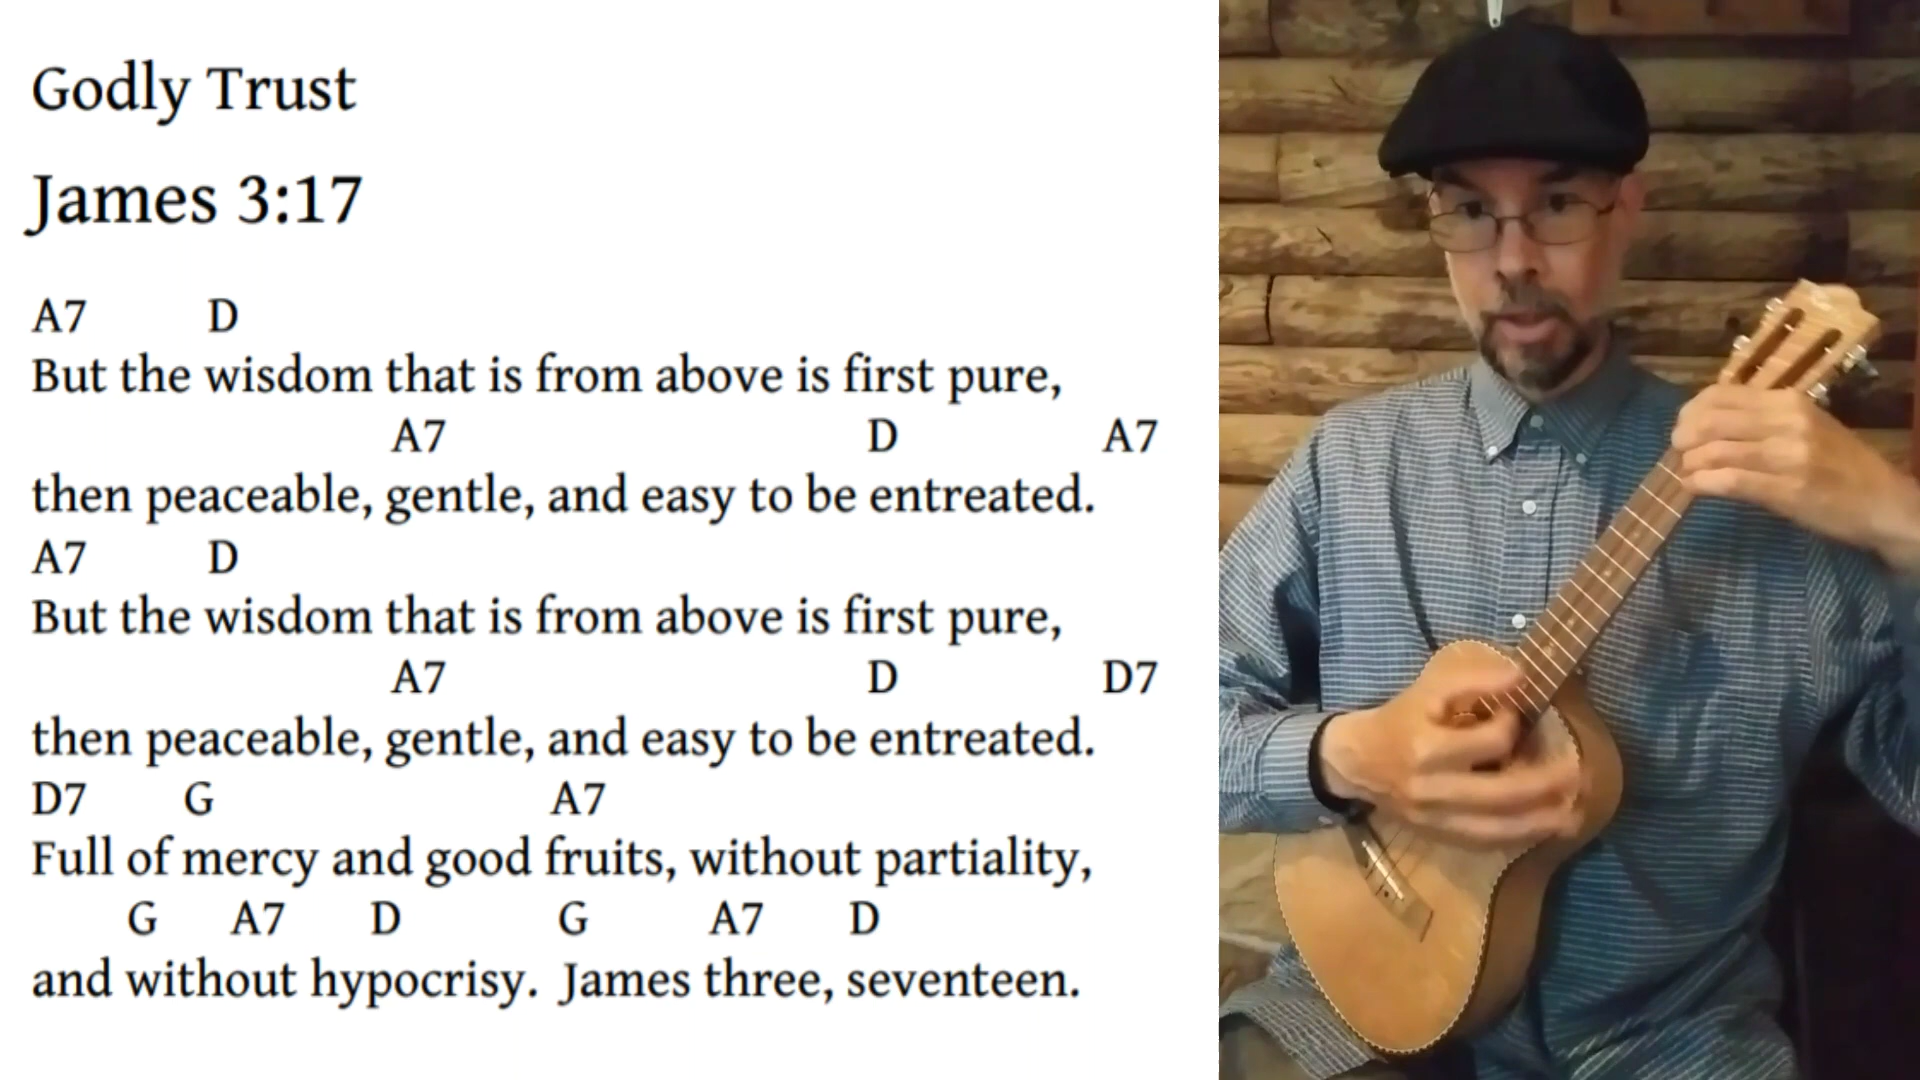 Godly Trust
James 3:17
A7 D
But the wisdom that is from above is first pure,
A7 D A7
then peaceable, gentle, and easy to be entreated.
A7 D
But the wisdom that is from above is first pure,
A7 D D7
then peaceable, gentle, and easy to be entreated.
D7 G A7
Full of mercy and good fruits, without partiality,
G A7 D G A7 D
and without hypocrisy. James three, seventeen.